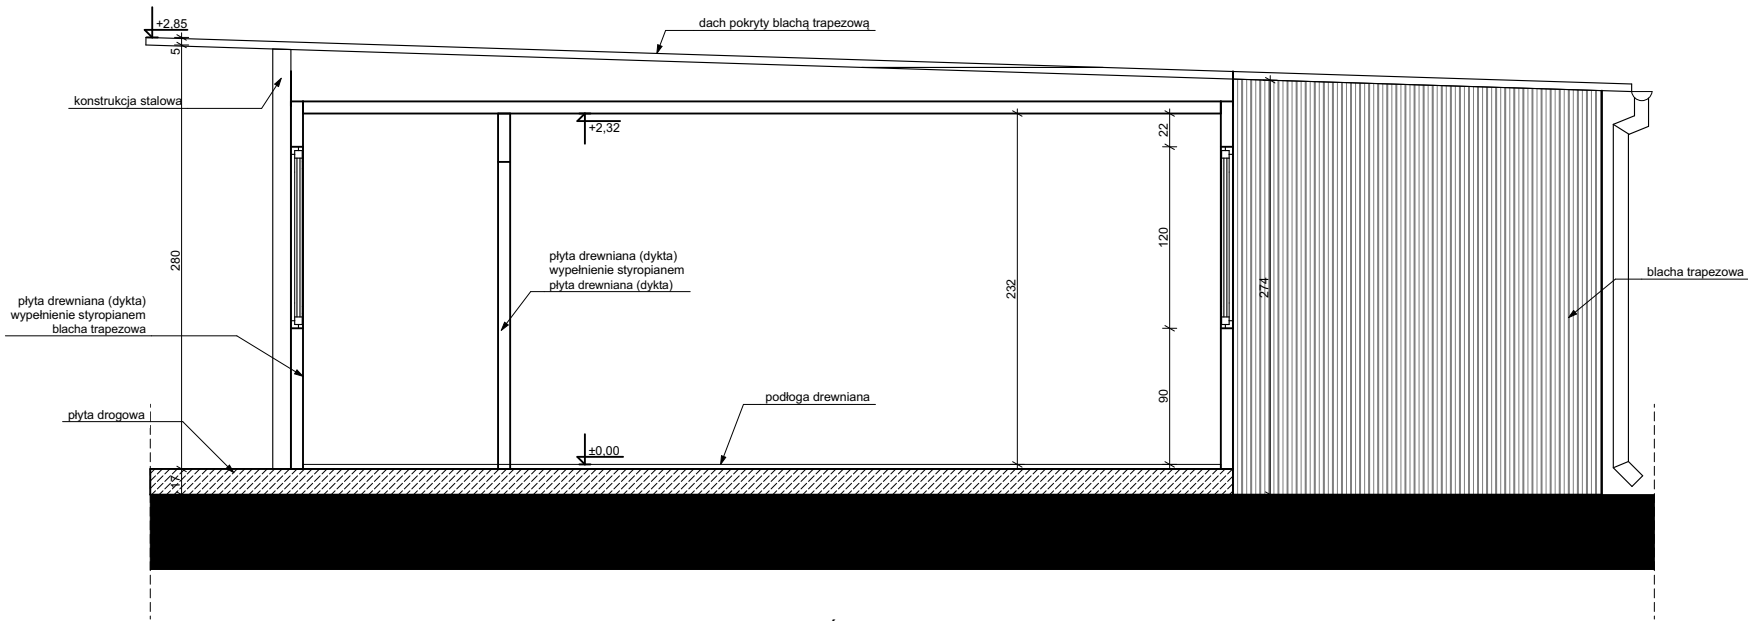 +2,85
dach pokryty blachą trapezową
5
konstrukcja stalowa
+2,32
22
280
120
płyta drewniana (dykta)
wypełnienie styropianem
płyta drewniana (dykta)
232
274
blacha trapezowa
płyta drewniana (dykta)
wypełnienie styropianem
blacha trapezowa
90
podłoga drewniana
płyta drogowa
±0,00
17